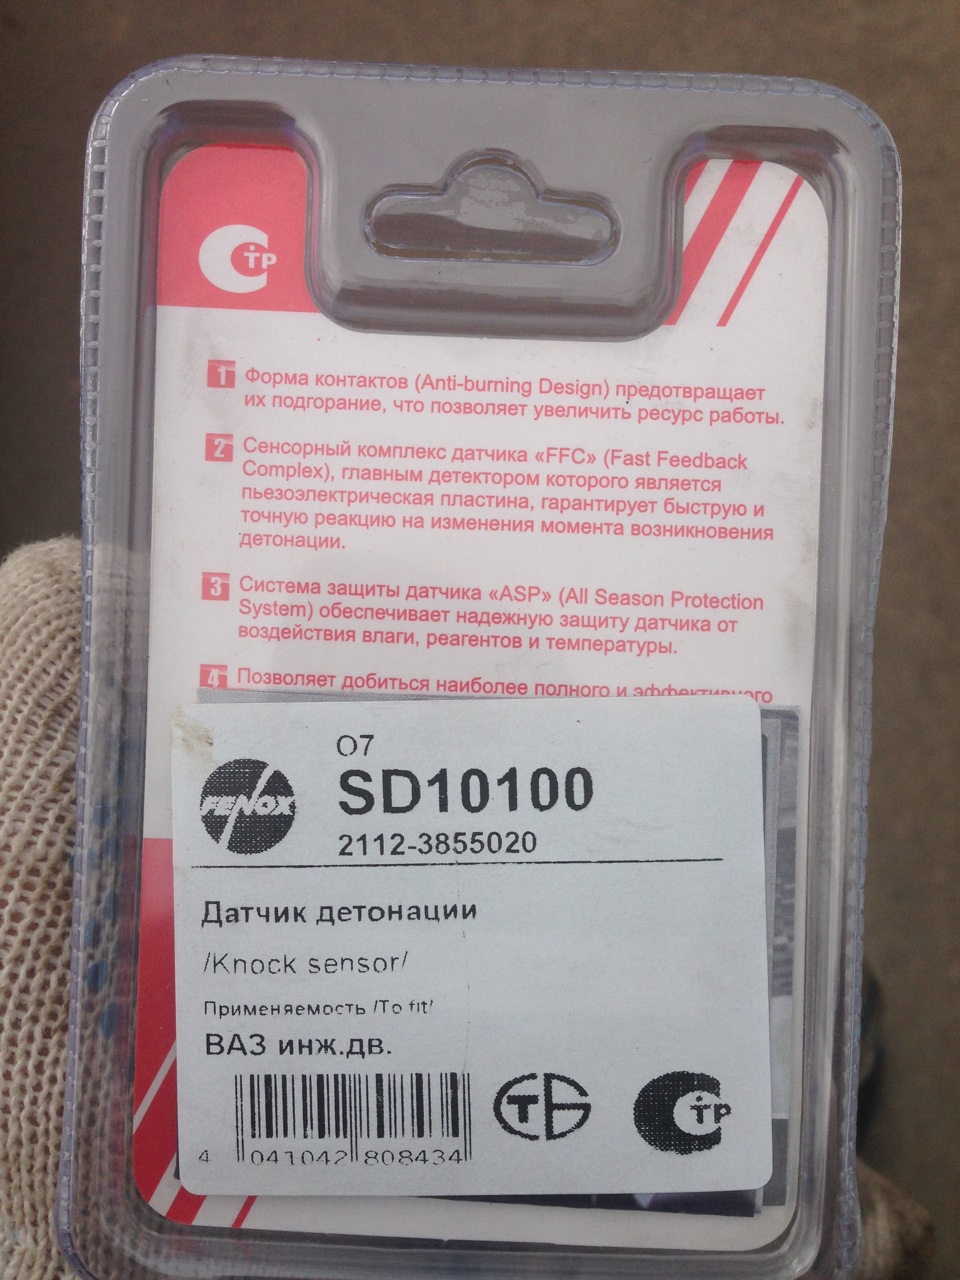 стр
1 Форма контактов (Anti-burning Design) предотвращает
их подгорание, что позволяет увеличить ресурс работы.
2 Сенсорный комплекс датчика «FFC» (Fast Feedback
Complex), главным детектором которого является
пьезоэлектрическая пластина, гарантирует быструю и
точную реакцию на изменения момента возникновения
детонации.
3 Система защиты датчика «ASP» (All Season Protection
System) обеспечивает надежную защиту датчика от
воздействия влаги, реагентов и температуры.
4 Позволяет добиться наиболее полного и эффективного
O7
FENOX
SD10100
2112-3855020
Датчик детонации
/Knock sensor/
Применяемость /To fit/
ВАЗ инж.дв.
4 041042 808434
ТБ
стр